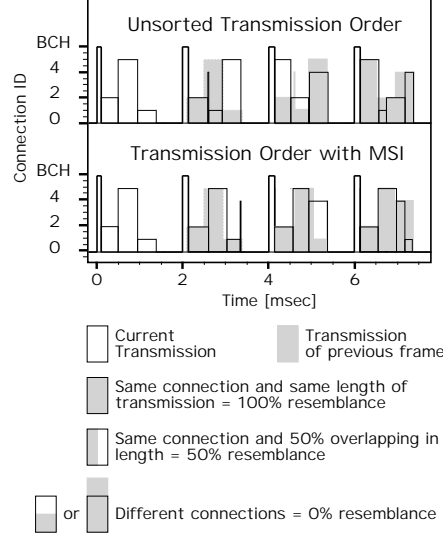 Unsorted Transmission Order
BCH
4
2
0
Connection ID
Transmission Order with MSI
BCH
4
2
0
0 2 4 6
Time [msec]
Current
Transmission
Transmission
of previous frame
Same connection and same length of
transmission = 100% resemblance
Same connection and 50% overlapping in
length = 50% resemblance
or
Different connections = 0% resemblance